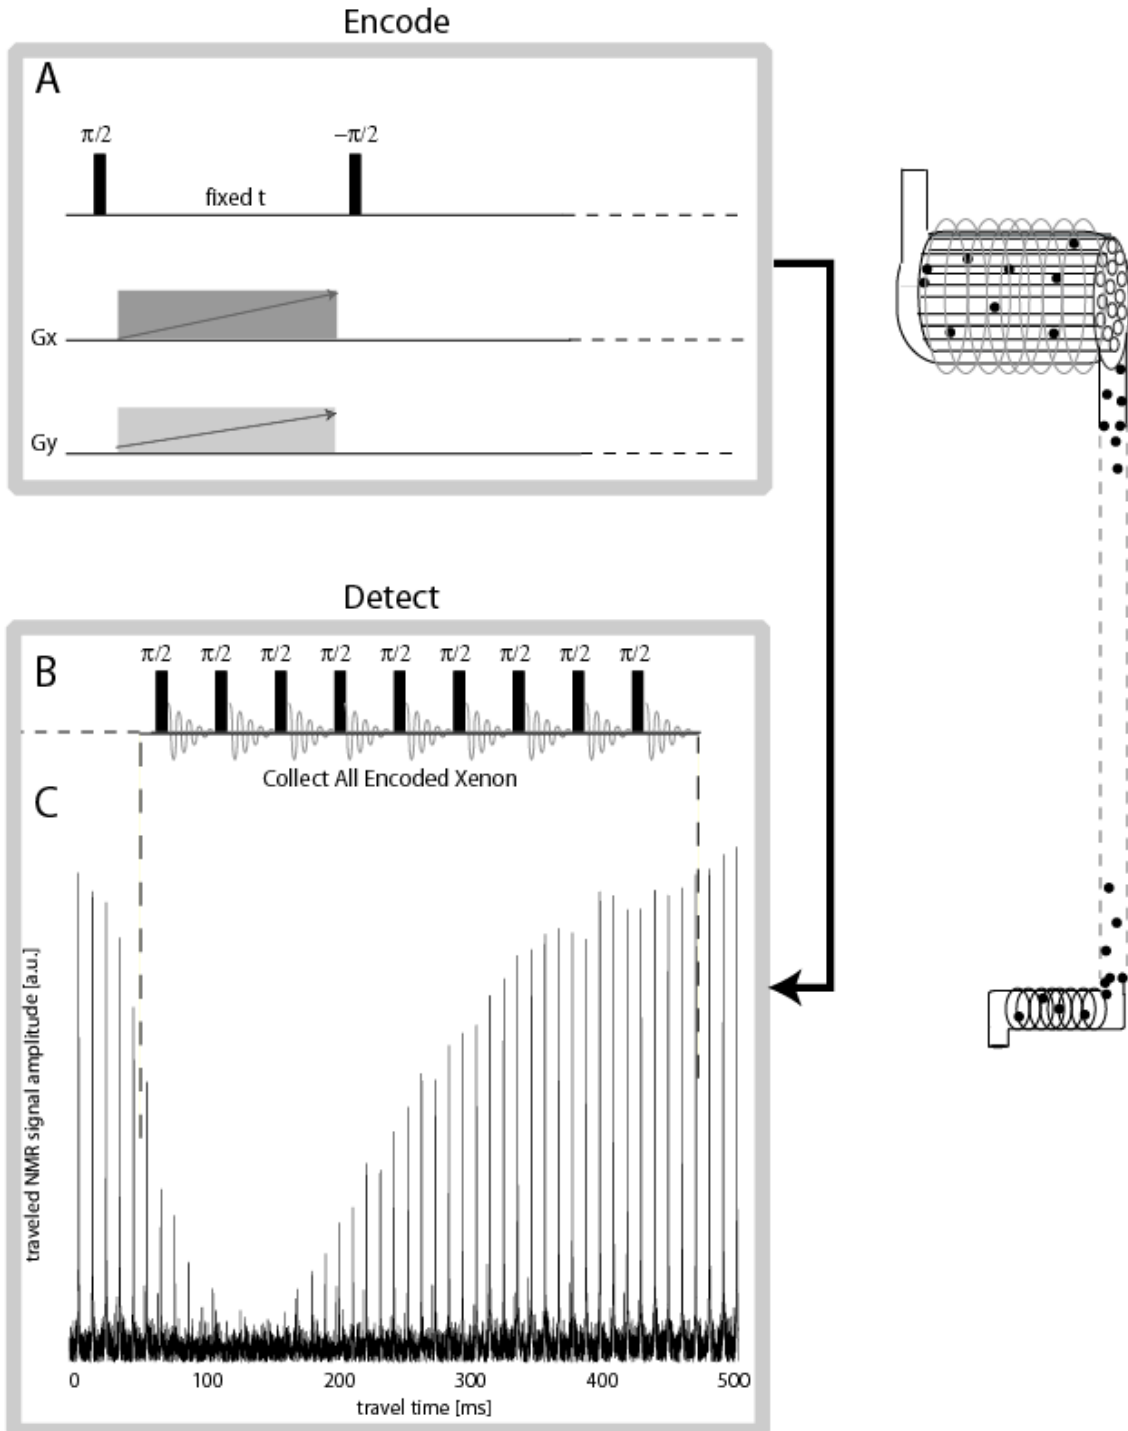 Encode
A
π/2 −π/2
fixed t
Gx
Gy
Detect
B
π/2 π/2 π/2 π/2 π/2 π/2 π/2 π/2 π/2
Collect All Encoded Xenon
C
traveled NMR signal amplitude [a.u.]
0 100 200 300 400 500
travel time [ms]